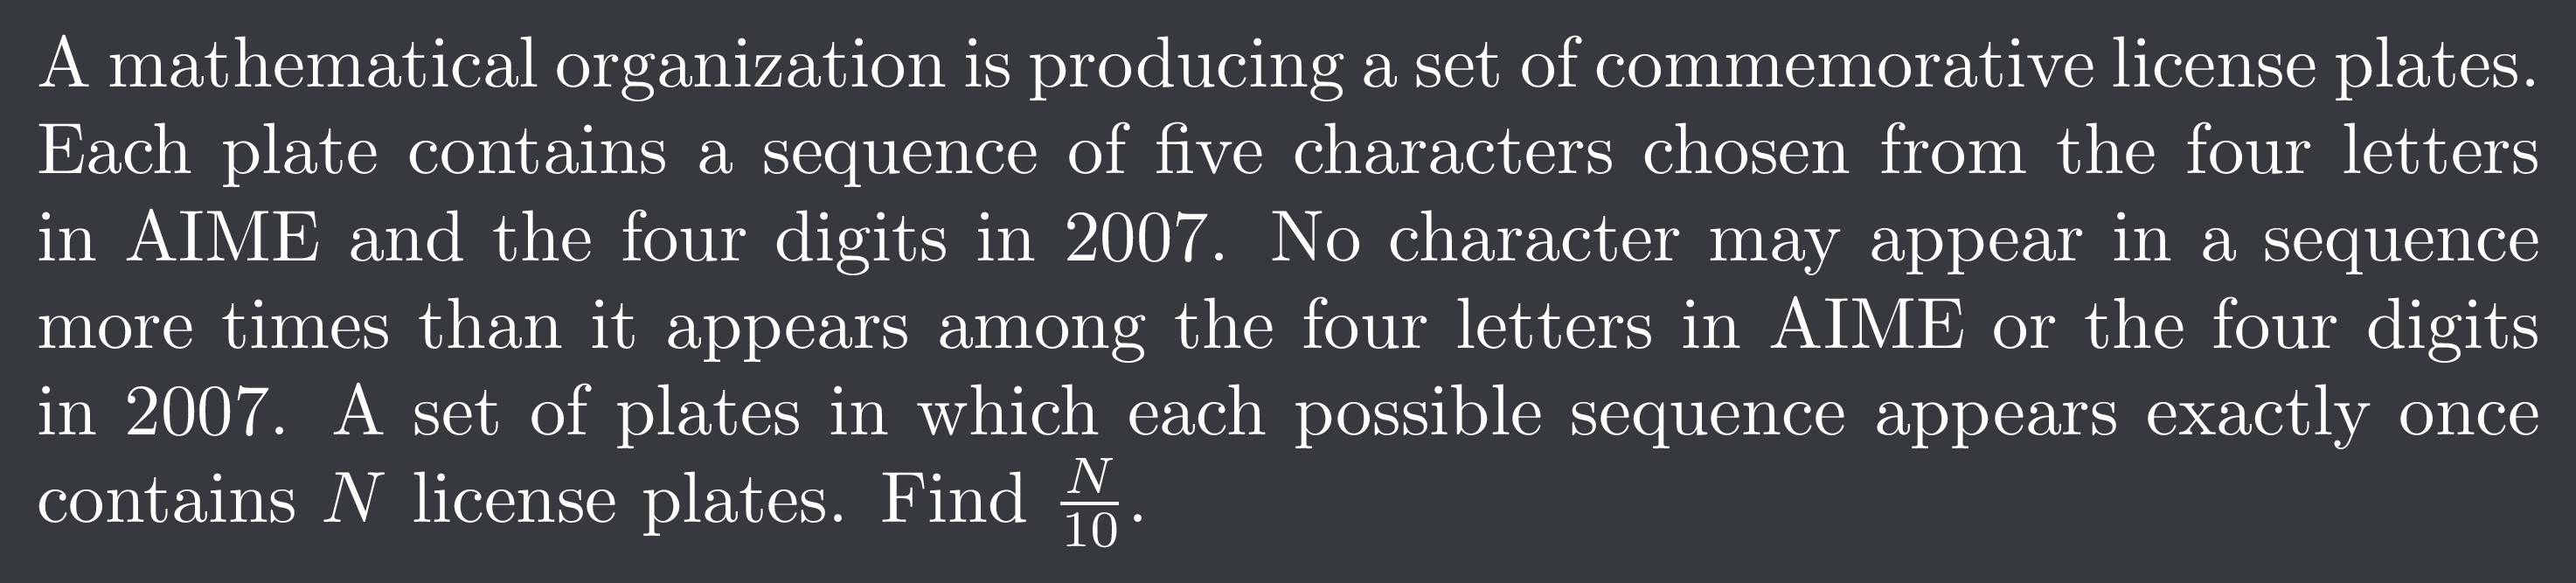 A mathematical organization is producing a set of commemorative license plates.
Each plate contains a sequence of five characters chosen from the four letters
in AIME and the four digits in 2007. No character may appear in a sequence
more times than it appears among the four letters in AIME or the four digits
in 2007. A set of plates in which each possible sequence appears exactly once
contains N license plates. Find \frac{N}{10}.